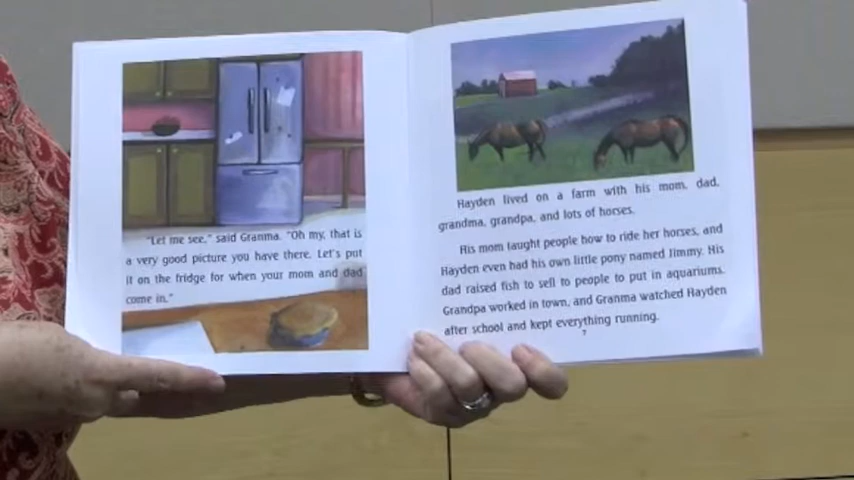 "Let me see," said Granma. "Oh my, that is
a very good picture you have there. Let's put
it on the fridge for when your mom and dad
come in."
Hayden lived on a farm with his mom, dad,
grandma, grandpa, and lots of horses.
His mom taught people how to ride her horses, and
Hayden even had his own little pony named Jimmy. His
dad raised fish to sell to people to put in aquariums.
Grandpa worked in town, and Granma watched Hayden
after school and kept everything running.
7